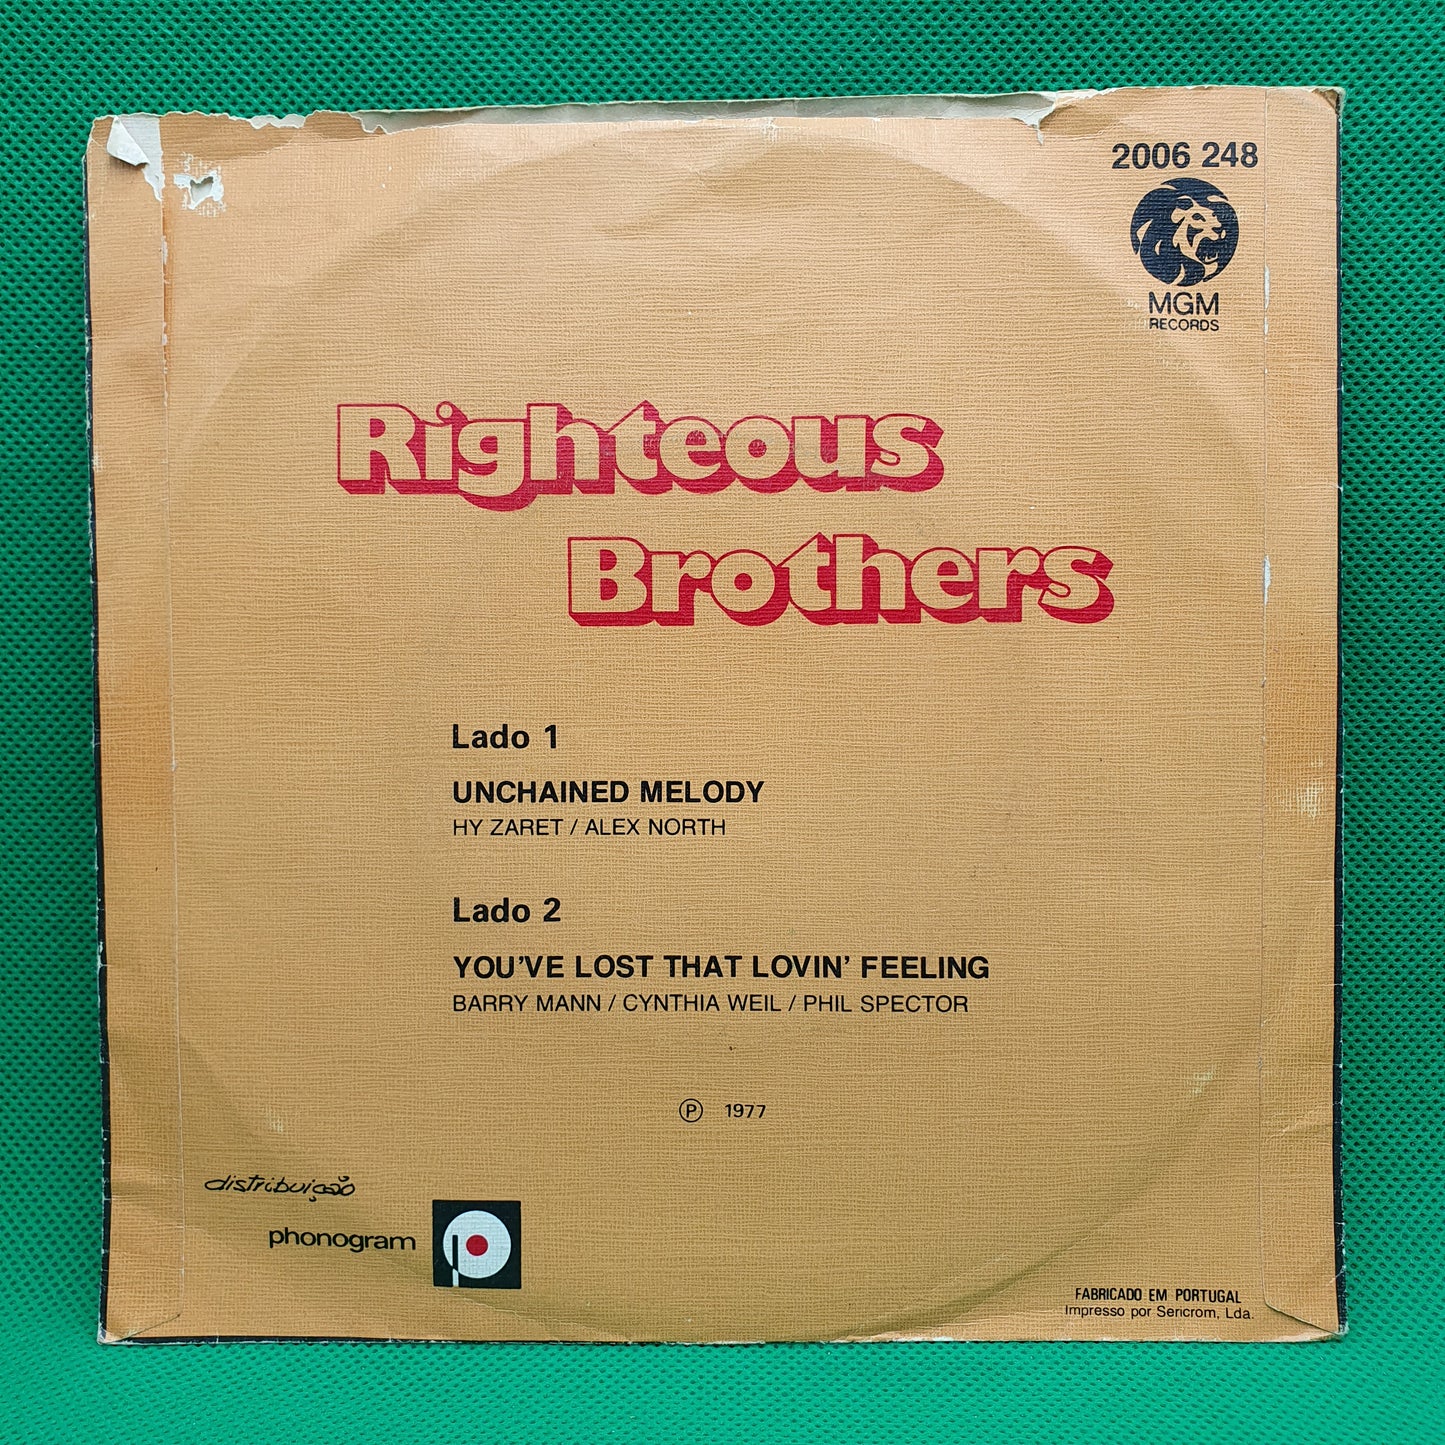 2006 248
MGM
RECORDS
Righteous
Brothers
Lado 1
UNCHAINED MELODY
HY ZARET / ALEX NORTH
Lado 2
YOU'VE LOST THAT LOVIN' FEELING
BARRY MANN / CYNTHIA WEIL / PHIL SPECTOR
Ⓟ 1977
distribuição
phonogram
FABRICADO EM PORTUGAL
Impresso por Sericrom, Lda.